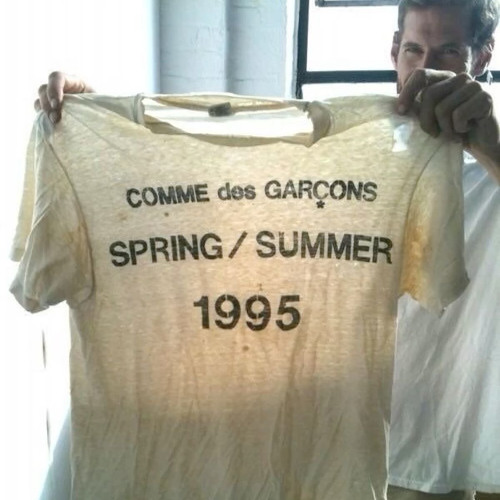 COMME des GARÇONS
SPRING / SUMMER
1995